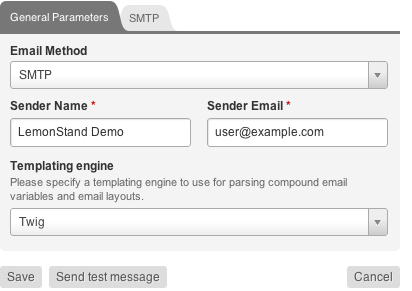 General Parameters SMTP
Email Method
SMTP
Sender Name * Sender Email *
LemonStand Demo user@example.com
Templating engine
Please specify a templating engine to use for parsing compound email
variables and email layouts.
Twig
Save Send test message Cancel